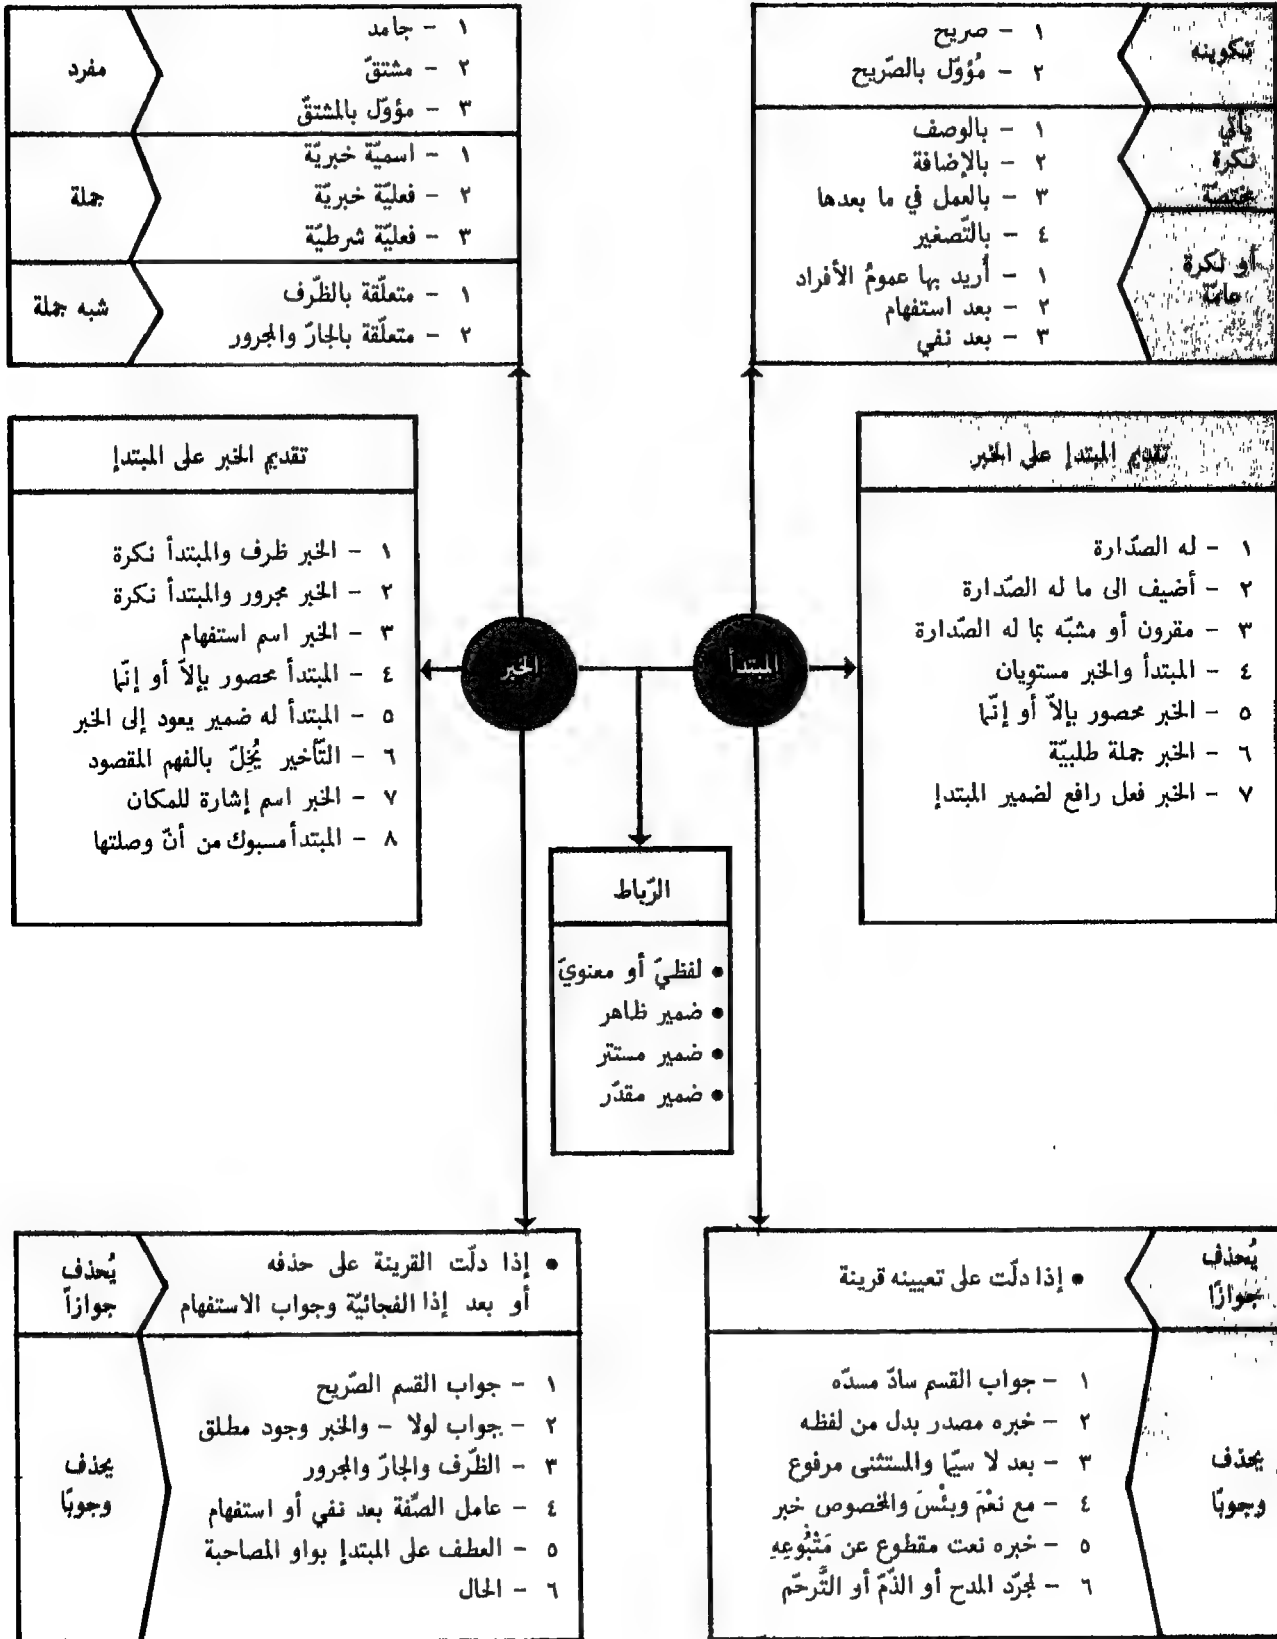 تكوينه
١ - صريح
٢ - مُؤوّل بالصّريح
يأتي
نكرة
مختصّة
١ - بالوصف
٢ - بالإضافة
٣ - بالعمل في ما بعدها
٤ - بالتّصغير
أو نكرة
عامّة
١ - أُريد بها عمومُ الأفراد
٢ - بعد استفهام
٣ - بعد نفي
مفرد
١ - جامد
٢ - مشتقّ
٣ - مؤوّل بالمشتقّ
جملة
١ - اسميّة خبريّة
٢ - فعليّة خبريّة
٣ - فعليّة شرطيّة
شبه جملة
١ - متعلّقة بالظّرف
٢ - متعلّقة بالجارّ والمجرور
تقديم المبتدإ على الخبر
١ - له الصّدارة
٢ - أضيف الى ما له الصّدارة
٣ - مقرون أو مشبّه بما له الصّدارة
٤ - المبتدأ والخبر مستويان
٥ - الخبر محصور بإلاّ أو إنّما
٦ - الخبر جملة طلبيّة
٧ - الخبر فعل رافع لضمير المبتدإ
تقديم الخبر على المبتدإ
١ - الخبر ظرف والمبتدأ نكرة
٢ - الخبر مجرور والمبتدأ نكرة
٣ - الخبر اسم استفهام
٤ - المبتدأ محصور بإلاّ أو إنّما
٥ - المبتدأ له ضمير يعود إلى الخبر
٦ - التّأخير يُخِلّ بالفهم المقصود
٧ - الخبر اسم إشارة للمكان
٨ - المبتدأ مسبوك من أنّ وصلتها
المبتدأ
الخبر
الرّباط
• لفظيّ أو معنويّ
• ضمير ظاهر
• ضمير مستتر
• ضمير مقدّر
يُحذف
جوازًا
• إذا دلّت على تعيينه قرينة
يحذف
وجوبًا
١ - جواب القسم سادّ مسدّه
٢ - خبره مصدر بدل من لفظه
٣ - بعد لا سيّما والمستثنى مرفوع
٤ - مع نعْمَ وبئْسَ والمخصوص خبر
٥ - خبره نعت مقطوع عن مَتْبُوعِهِ
٦ - لمجرّد المدح أو الذّمّ أو التَّرحّم
يُحذف
جوازاً
• إذا دلّت القرينة على حذفه
أو بعد إذا الفجائيّة وجواب الاستفهام
يحذف
وجوبًا
١ - جواب القسم الصّريح
٢ - جواب لولا - والخبر وجود مطلق
٣ - الظّرف والجارّ والمجرور
٤ - عامل الصّفة بعد نفي أو استفهام
٥ - العطف على المبتدإ بواو المصاحبة
٦ - الحال